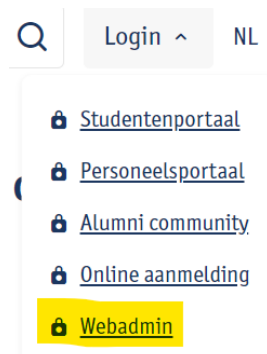 Login NL
Studentenportaal
Personeelsportaal
Alumni community
Online aanmelding
Webadmin